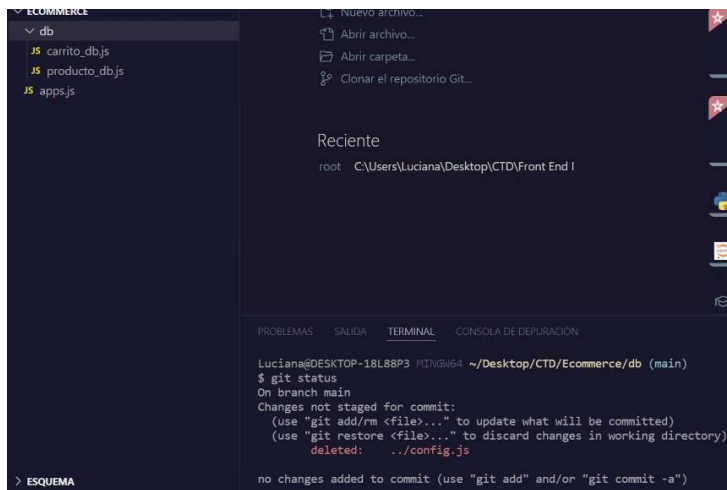 ECOMMERCE
db
JS carrito_db.js
JS producto_db.js
JS apps.js
ESQUEMA
Nuevo archivo...
Abrir archivo...
Abrir carpeta...
Clonar el repositorio Git...
Reciente
root C:\Users\Luciana\Desktop\CTD\Front End I
PROBLEMAS SALIDA TERMINAL CONSOLA DE DEPURACIÓN
Luciana@DESKTOP-18L88P3 MINGW64 ~/Desktop/CTD/Ecommerce/db (main)
$ git status
On branch main
Changes not staged for commit:
(use "git add/rm <file>..." to update what will be committed)
(use "git restore <file>..." to discard changes in working directory)
deleted: ../config.js
no changes added to commit (use "git add" and/or "git commit -a")